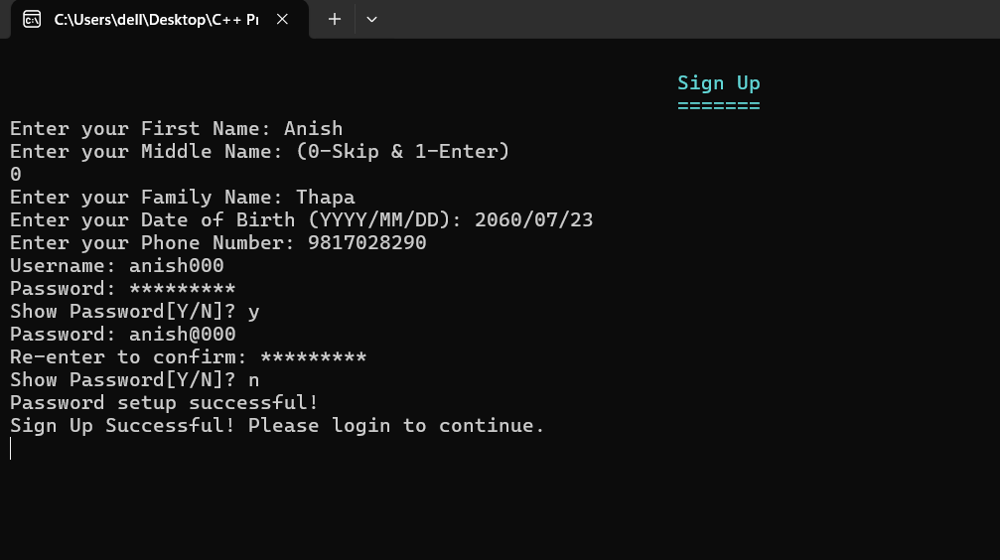 C:\Users\dell\Desktop\C++ Pr
Sign Up
=======
Enter your First Name: Anish
Enter your Middle Name: (0-Skip & 1-Enter)
0
Enter your Family Name: Thapa
Enter your Date of Birth (YYYY/MM/DD): 2060/07/23
Enter your Phone Number: 9817028290
Username: anish000
Password: *********
Show Password[Y/N]? y
Password: anish@000
Re-enter to confirm: *********
Show Password[Y/N]? n
Password setup successful!
Sign Up Successful! Please login to continue.